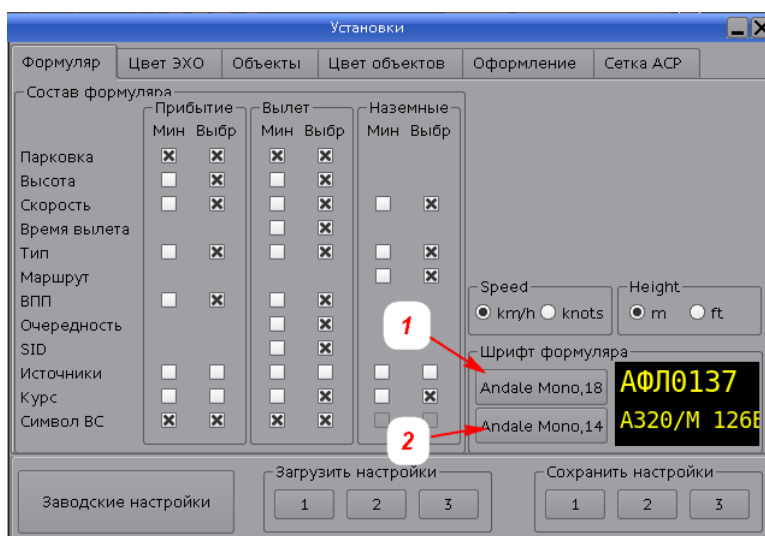 Установки
Формуляр Цвет ЭХО Объекты Цвет объектов Оформление Сетка АСР
Состав формуляра
Прибытие Вылет Наземные
Мин Выбр Мин Выбр Мин Выбр
Парковка
Высота
Скорость
Время вылета
Тип
Маршрут
ВПП
Очередность
SID
Источники
Курс
Символ ВС
Speed
km/h knots
Height
m ft
1
Шрифт формуляра
Andale Mono,18
АФЛ0137
2
Andale Mono,14
А320/М 126В
Заводские настройки
Загрузить настройки
1 2 3
Сохранить настройки
1 2 3